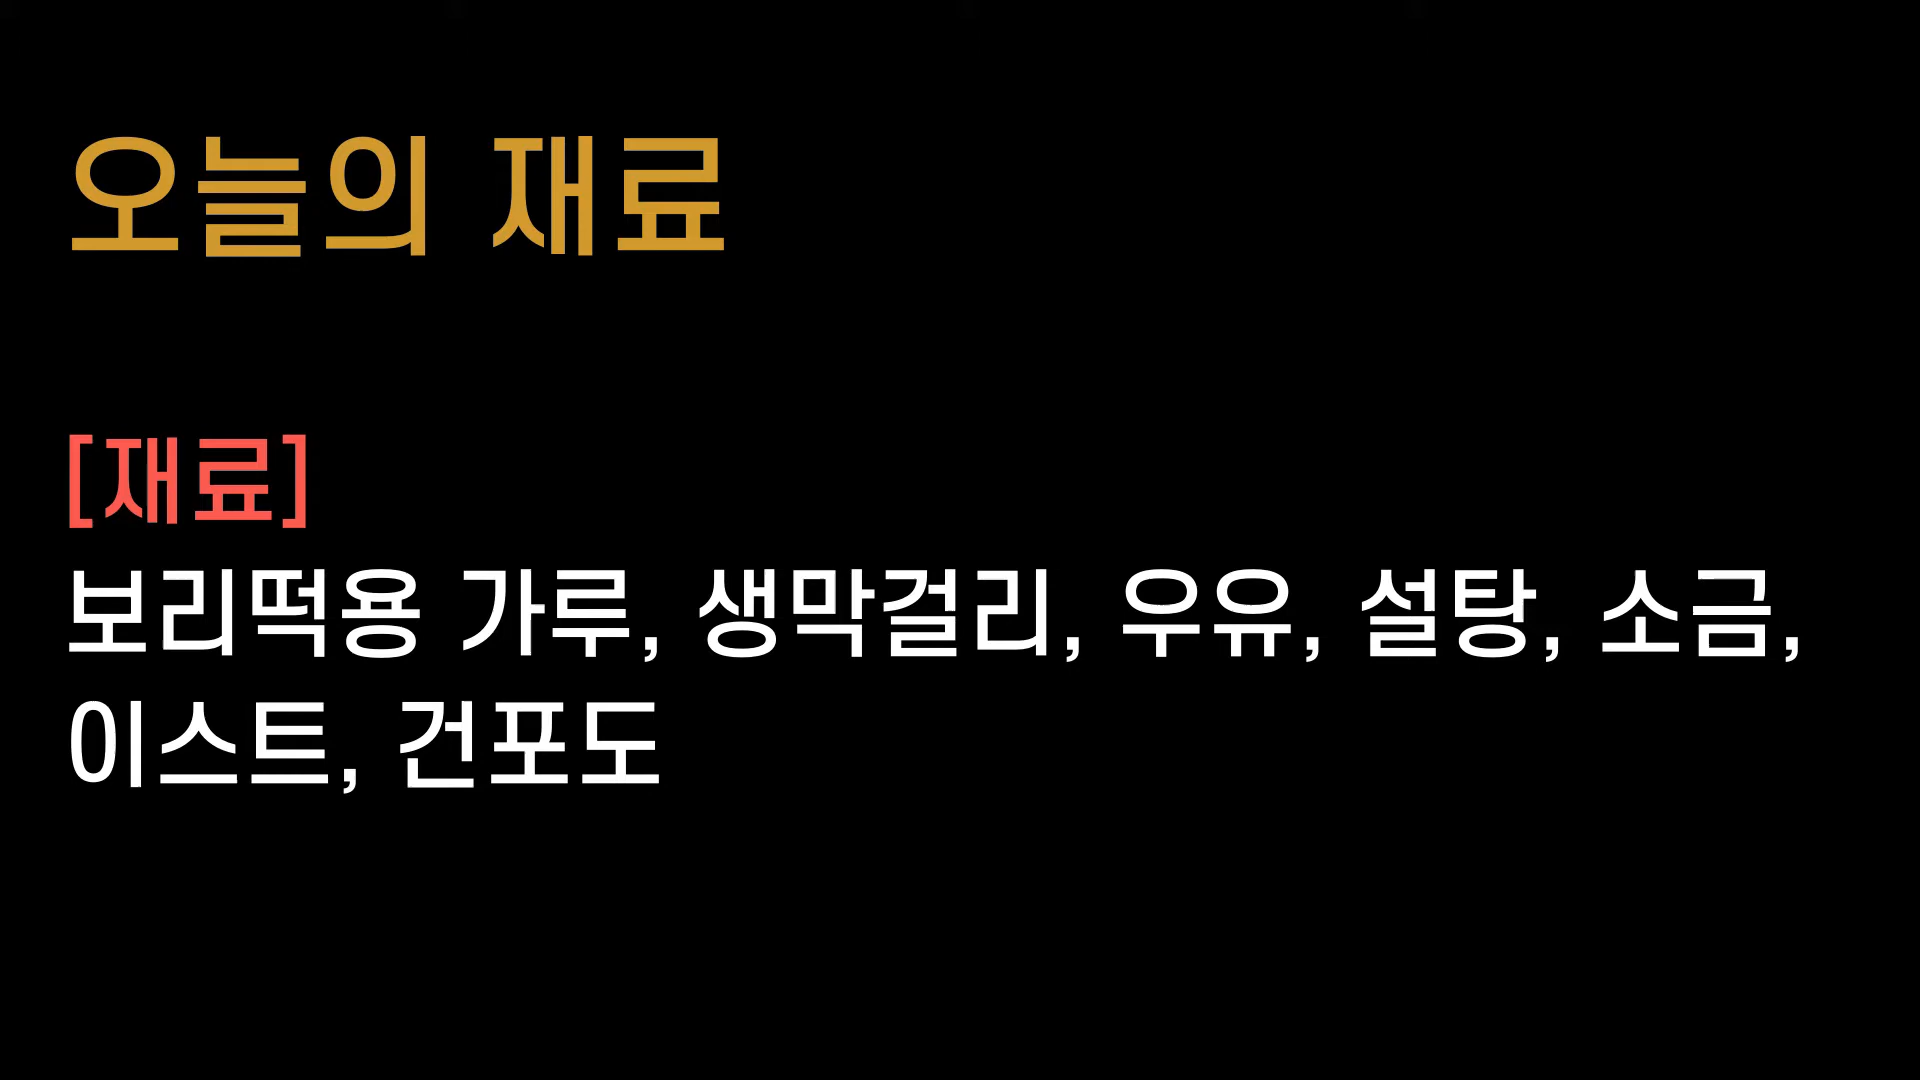 오늘의 재료
[재료]
보리떡용 가루, 생막걸리, 우유, 설탕, 소금,
이스트, 건포도